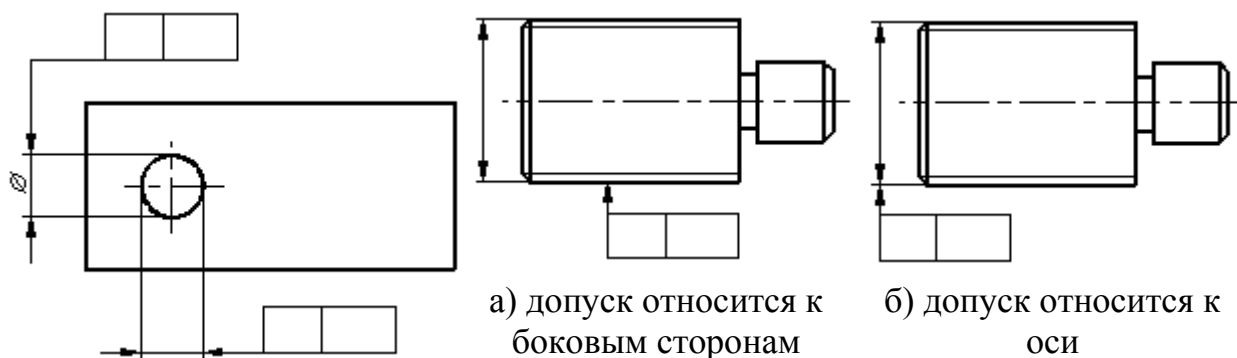 Ø
а) допуск относится к
боковым сторонам
б) допуск относится к
оси